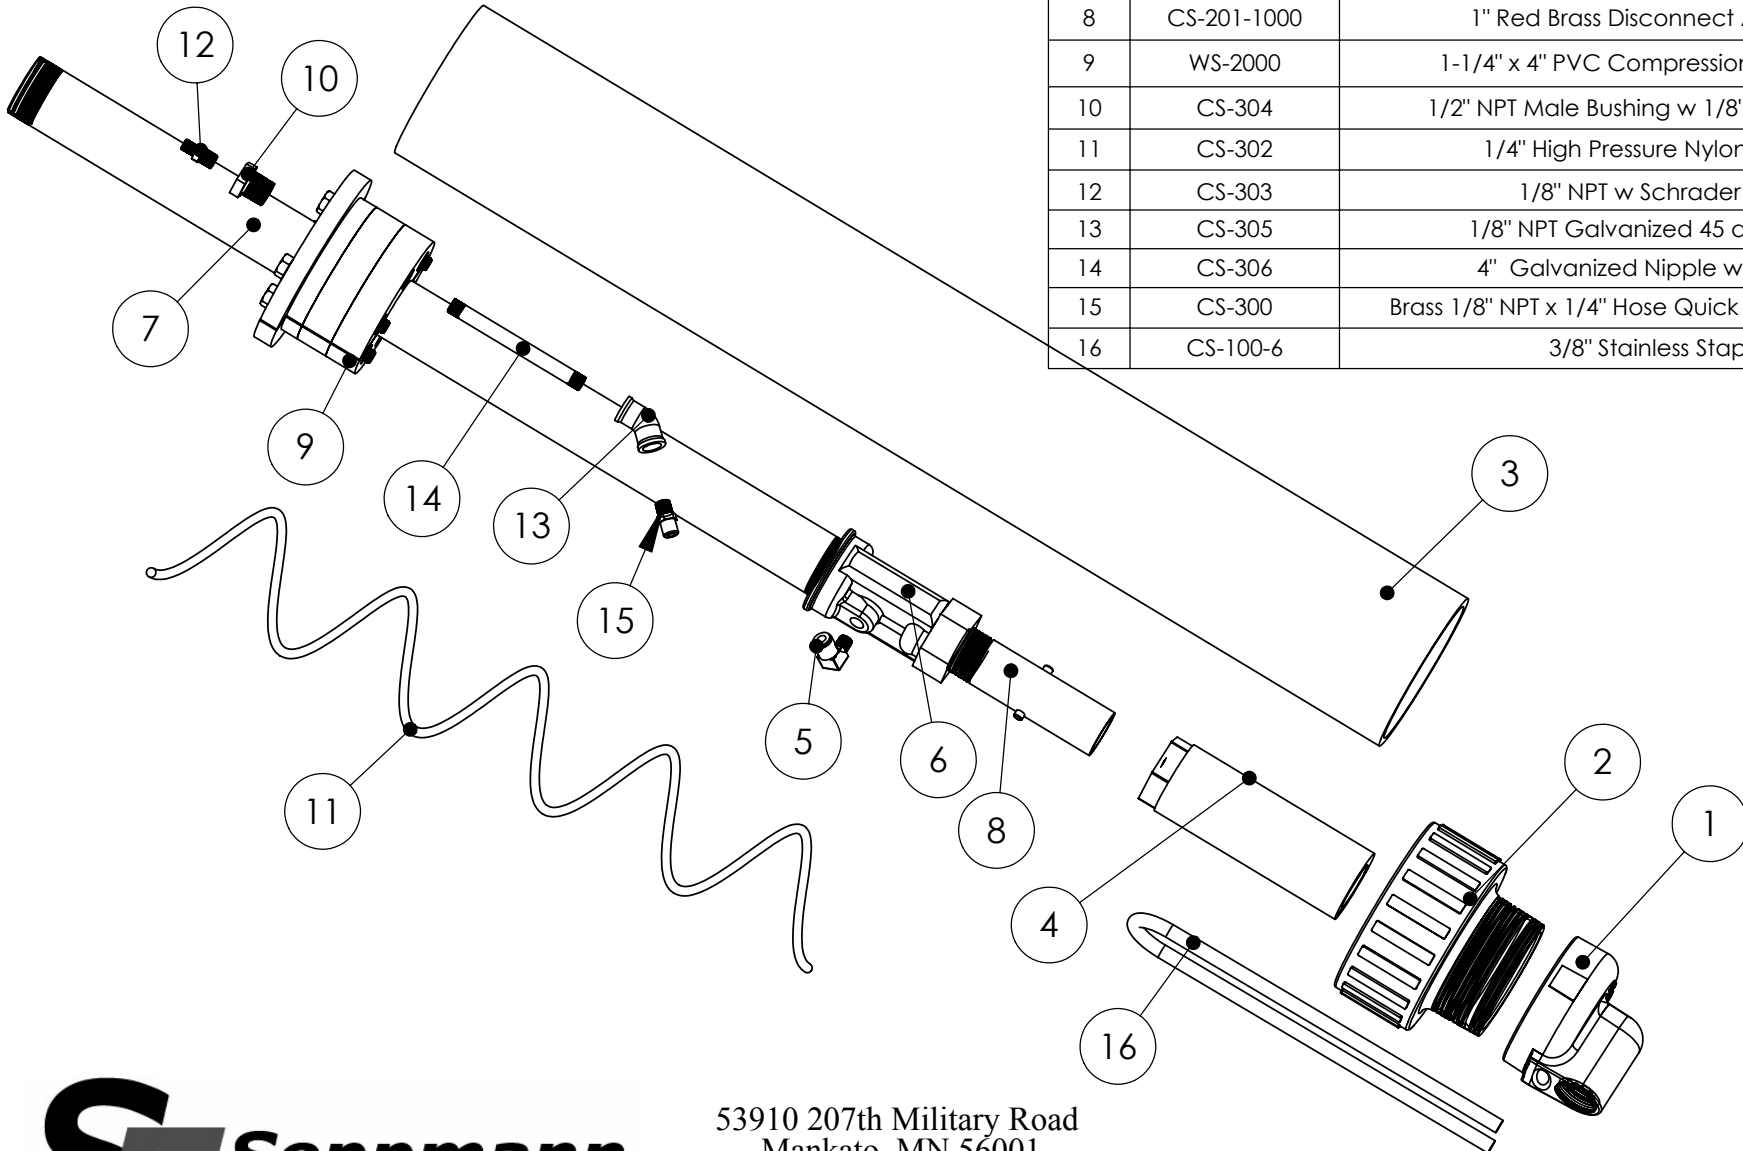 8 CS-201-1000 1" Red Brass Disconnect
9 WS-2000 1-1/4" x 4" PVC Compression
10 CS-304 1/2" NPT Male Bushing w 1/8"
11 CS-302 1/4" High Pressure Nylon
12 CS-303 1/8" NPT w Schrader
13 CS-305 1/8" NPT Galvanized 45
14 CS-306 4" Galvanized Nipple w
15 CS-300 Brass 1/8" NPT x 1/4" Hose Quick
16 CS-100-6 3/8" Stainless
12
10
7
9
14
13
15
3
11
5
6
8
4
2
1
16
53910 207th Military Road
Mankato, MN 56001